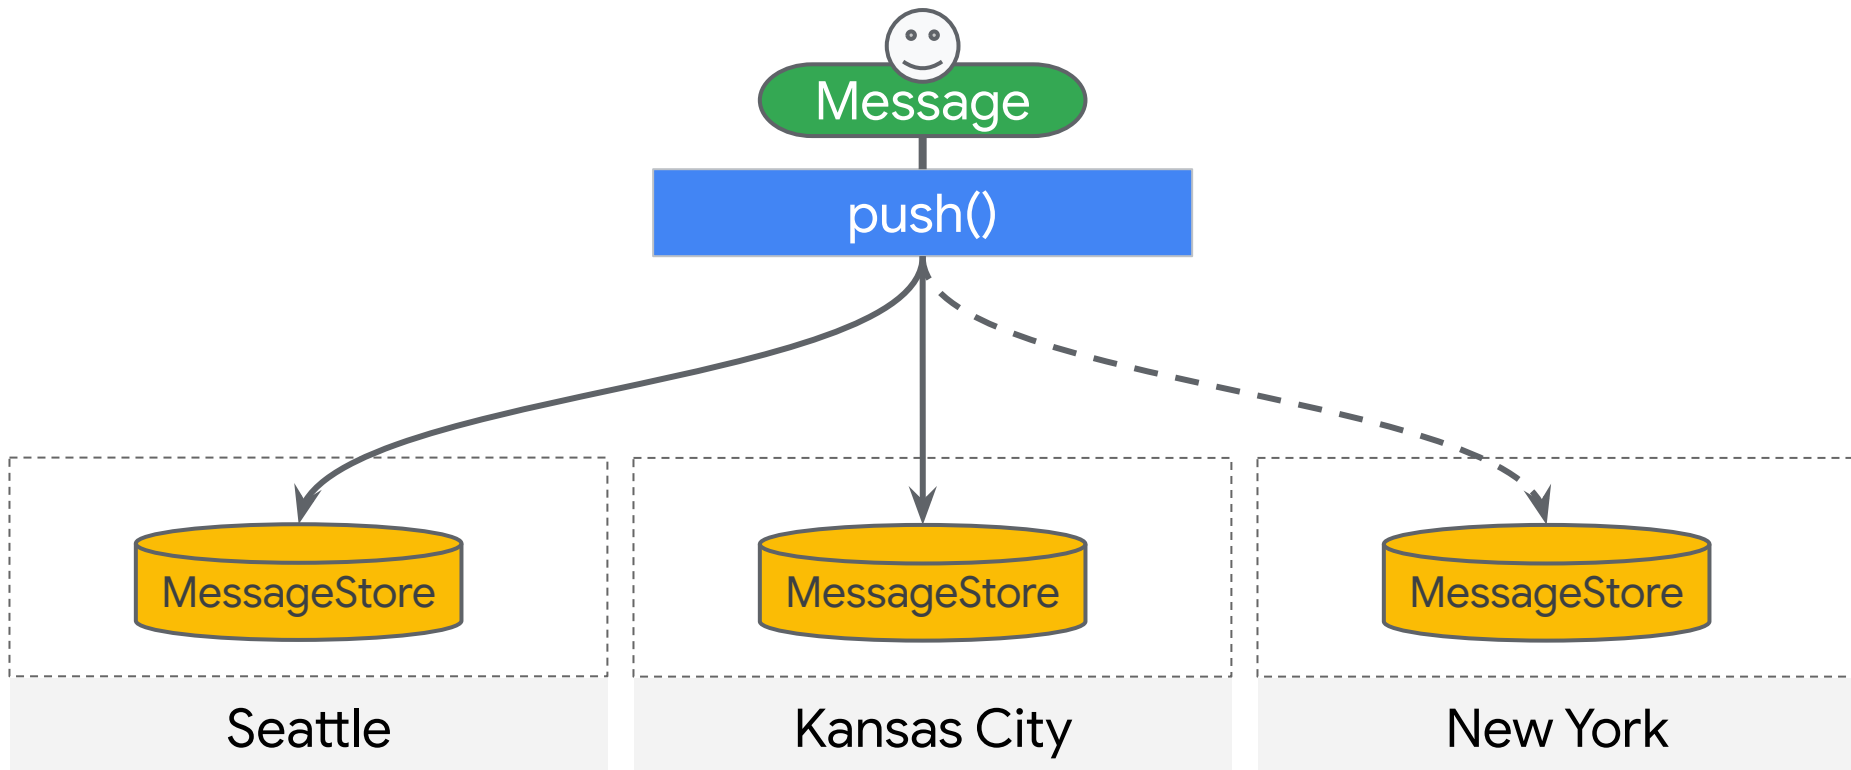 Message
push()
MessageStore
MessageStore
MessageStore
Seattle
Kansas City
New York